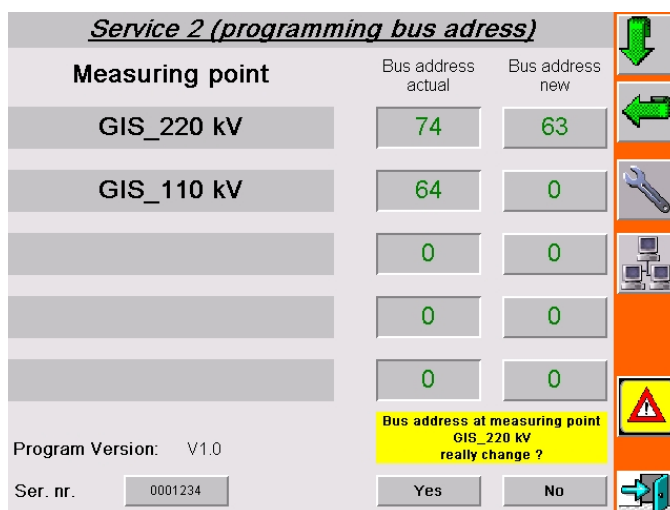 Service 2 (programming bus adress)
Measuring point
Bus address
actual
Bus address
new
GIS_220 kV
74
63
GIS_110 kV
64
0
0
0
0
0
0
0
Bus address at measuring point
GIS_220 kV
really change ?
Program Version: V1.0
Ser. nr. 0001234
Yes
No